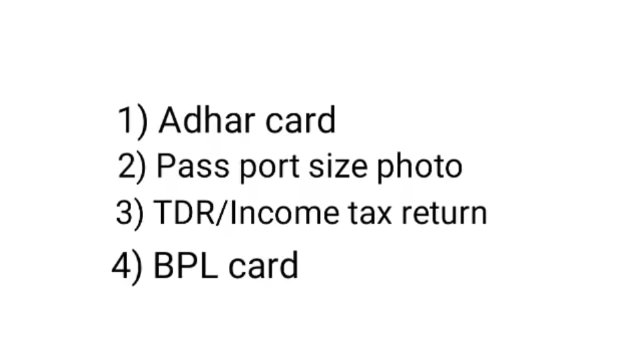 1) Adhar card
2) Pass port size photo
3) TDR/Income tax return
4) BPL card